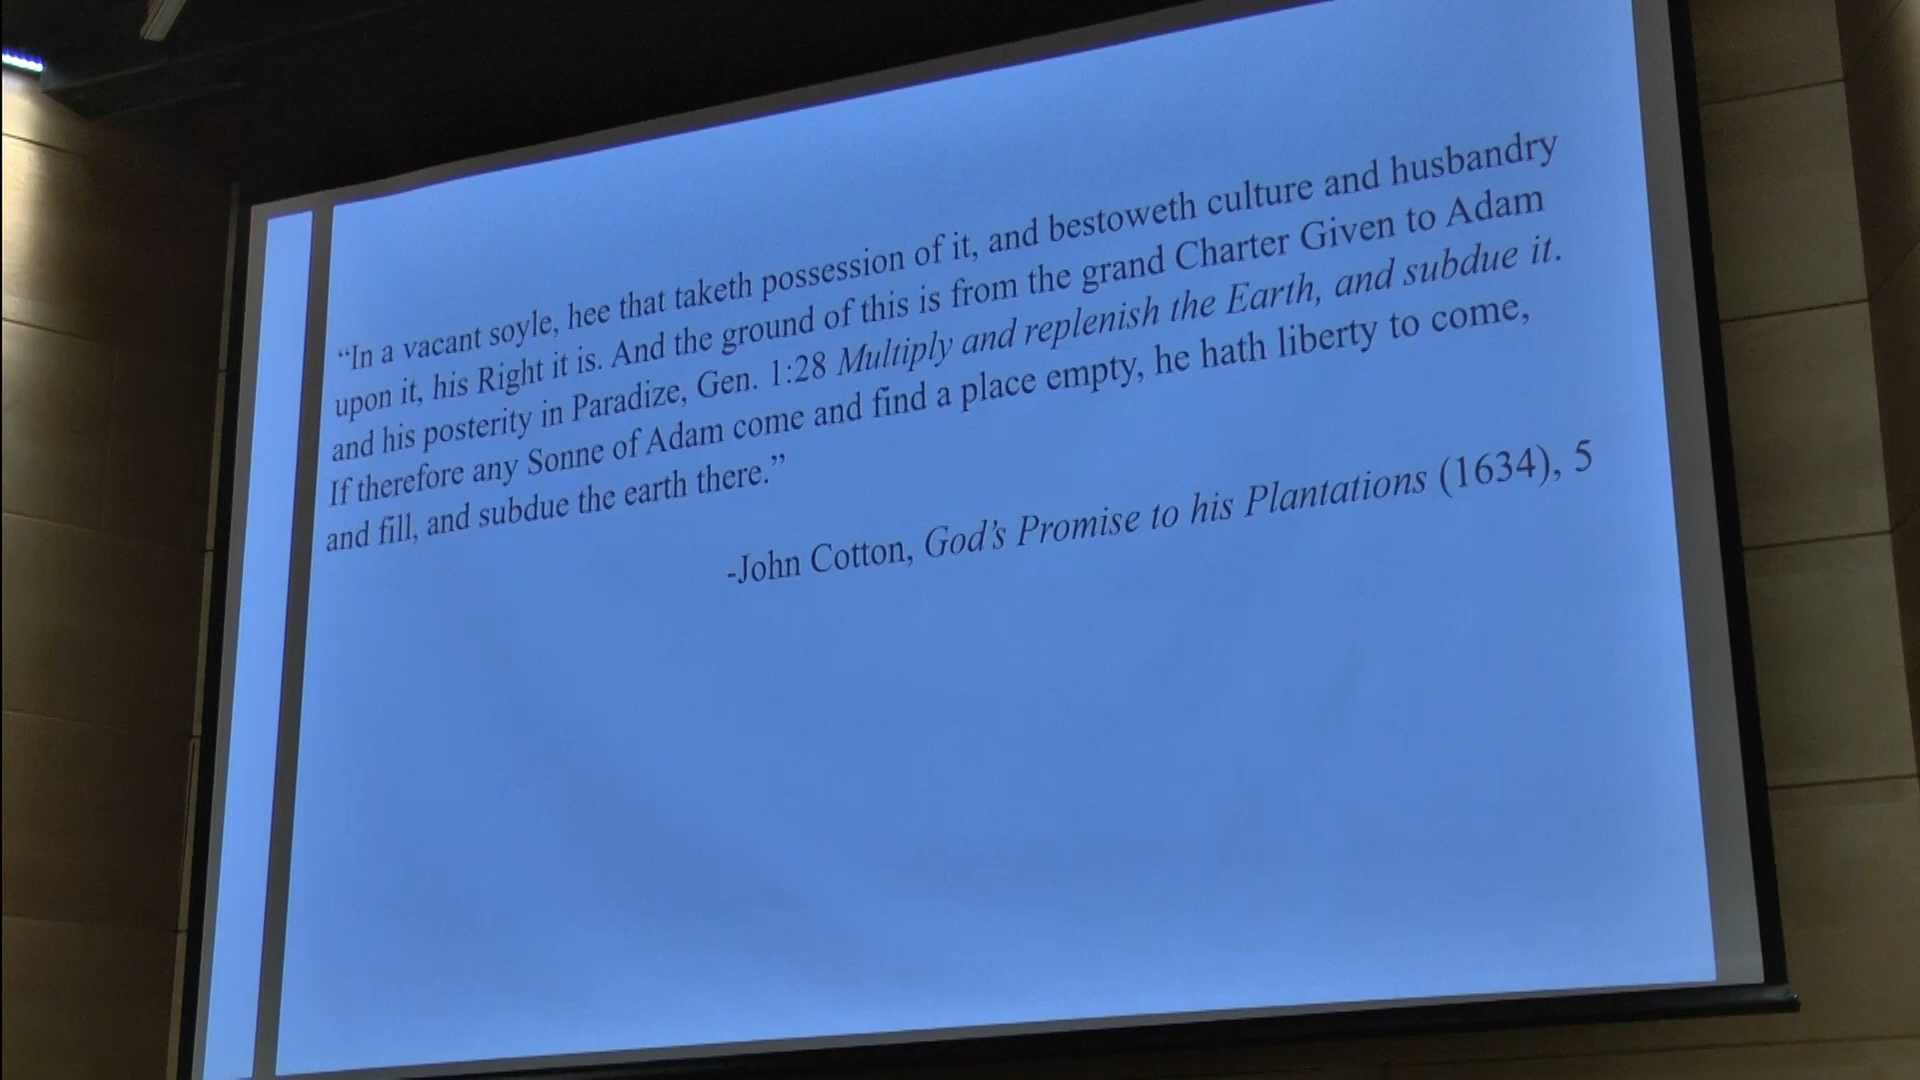 “In a vacant soyle, hee that taketh possession of it, and bestoweth culture and husbandry
upon it, his Right it is. And the ground of this is from the grand Charter Given to Adam
and his posterity in Paradize, Gen. 1:28 Multiply and replenish the Earth, and subdue it.
If therefore any Sonne of Adam come and find a place empty, he hath liberty to come,
and fill, and subdue the earth there.”
-John Cotton, God’s Promise to his Plantations (1634), 5